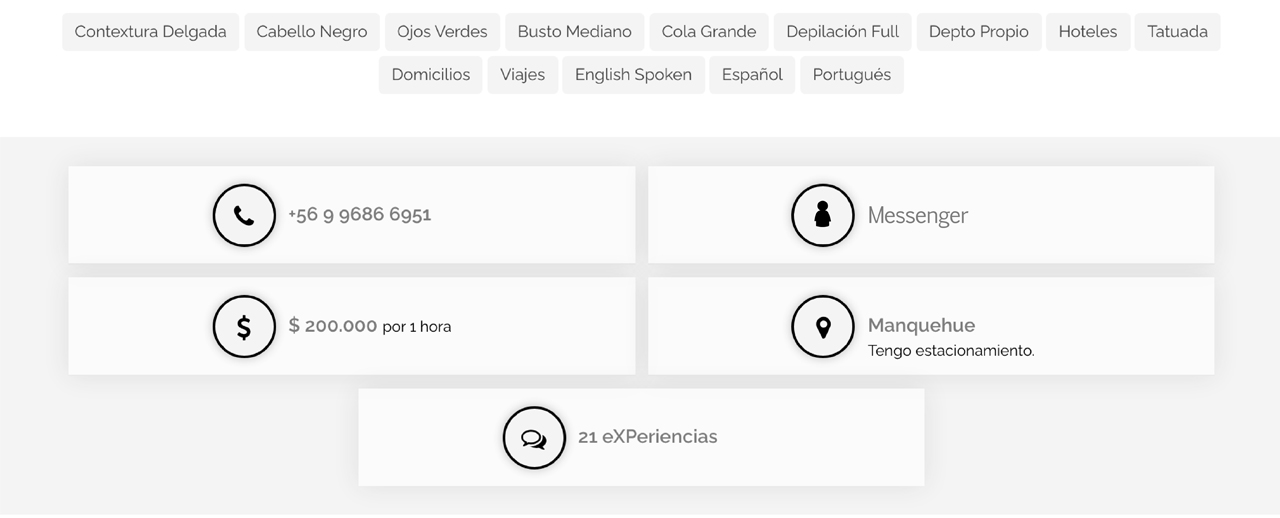 Contextura Delgada Cabello Negro Ojos Verdes Busto Mediano Cola Grande Depilación Full Depto Propio Hoteles Tatuada
Domicilios Viajes English Spoken Español Portugués
+56 9 9686 6951
Messenger
$ 200.000 por 1 hora
Manquehue
Tengo estacionamiento.
21 eXPeriencias